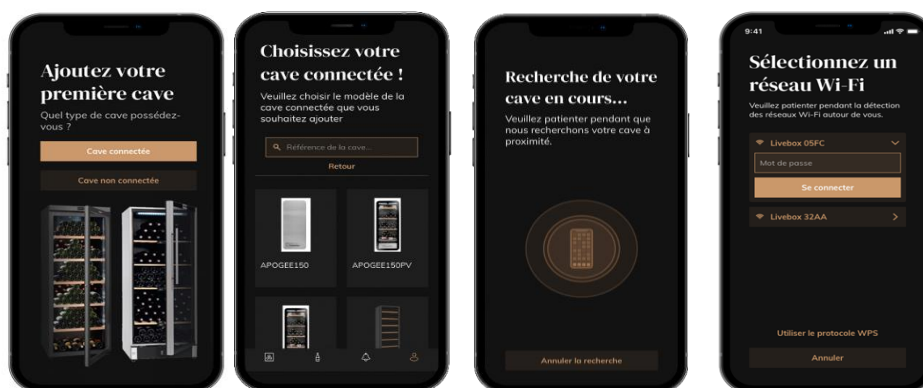 Ajoutez votre
première cave
Quel type de cave possédez-
vous ?
Cave connectée
Cave non connectée
Choisissez votre
cave connectée !
Veuillez choisir le modèle de la
cave connectée que vous
souhaitez ajouter
Référence de la cave...
Retour
APOGEE150
APOGEE150PV
Recherche de votre
cave en cours...
Veuillez patienter pendant que
nous recherchons votre cave à
proximité.
Annuler la recherche
9:41
Sélectionnez un
réseau Wi-Fi
Veuillez patienter pendant la détection
des réseaux Wi-Fi autour de vous.
Livebox 05FC
Mot de passe
Se connecter
Livebox 32AA
Utiliser le protocole WPS
Annuler